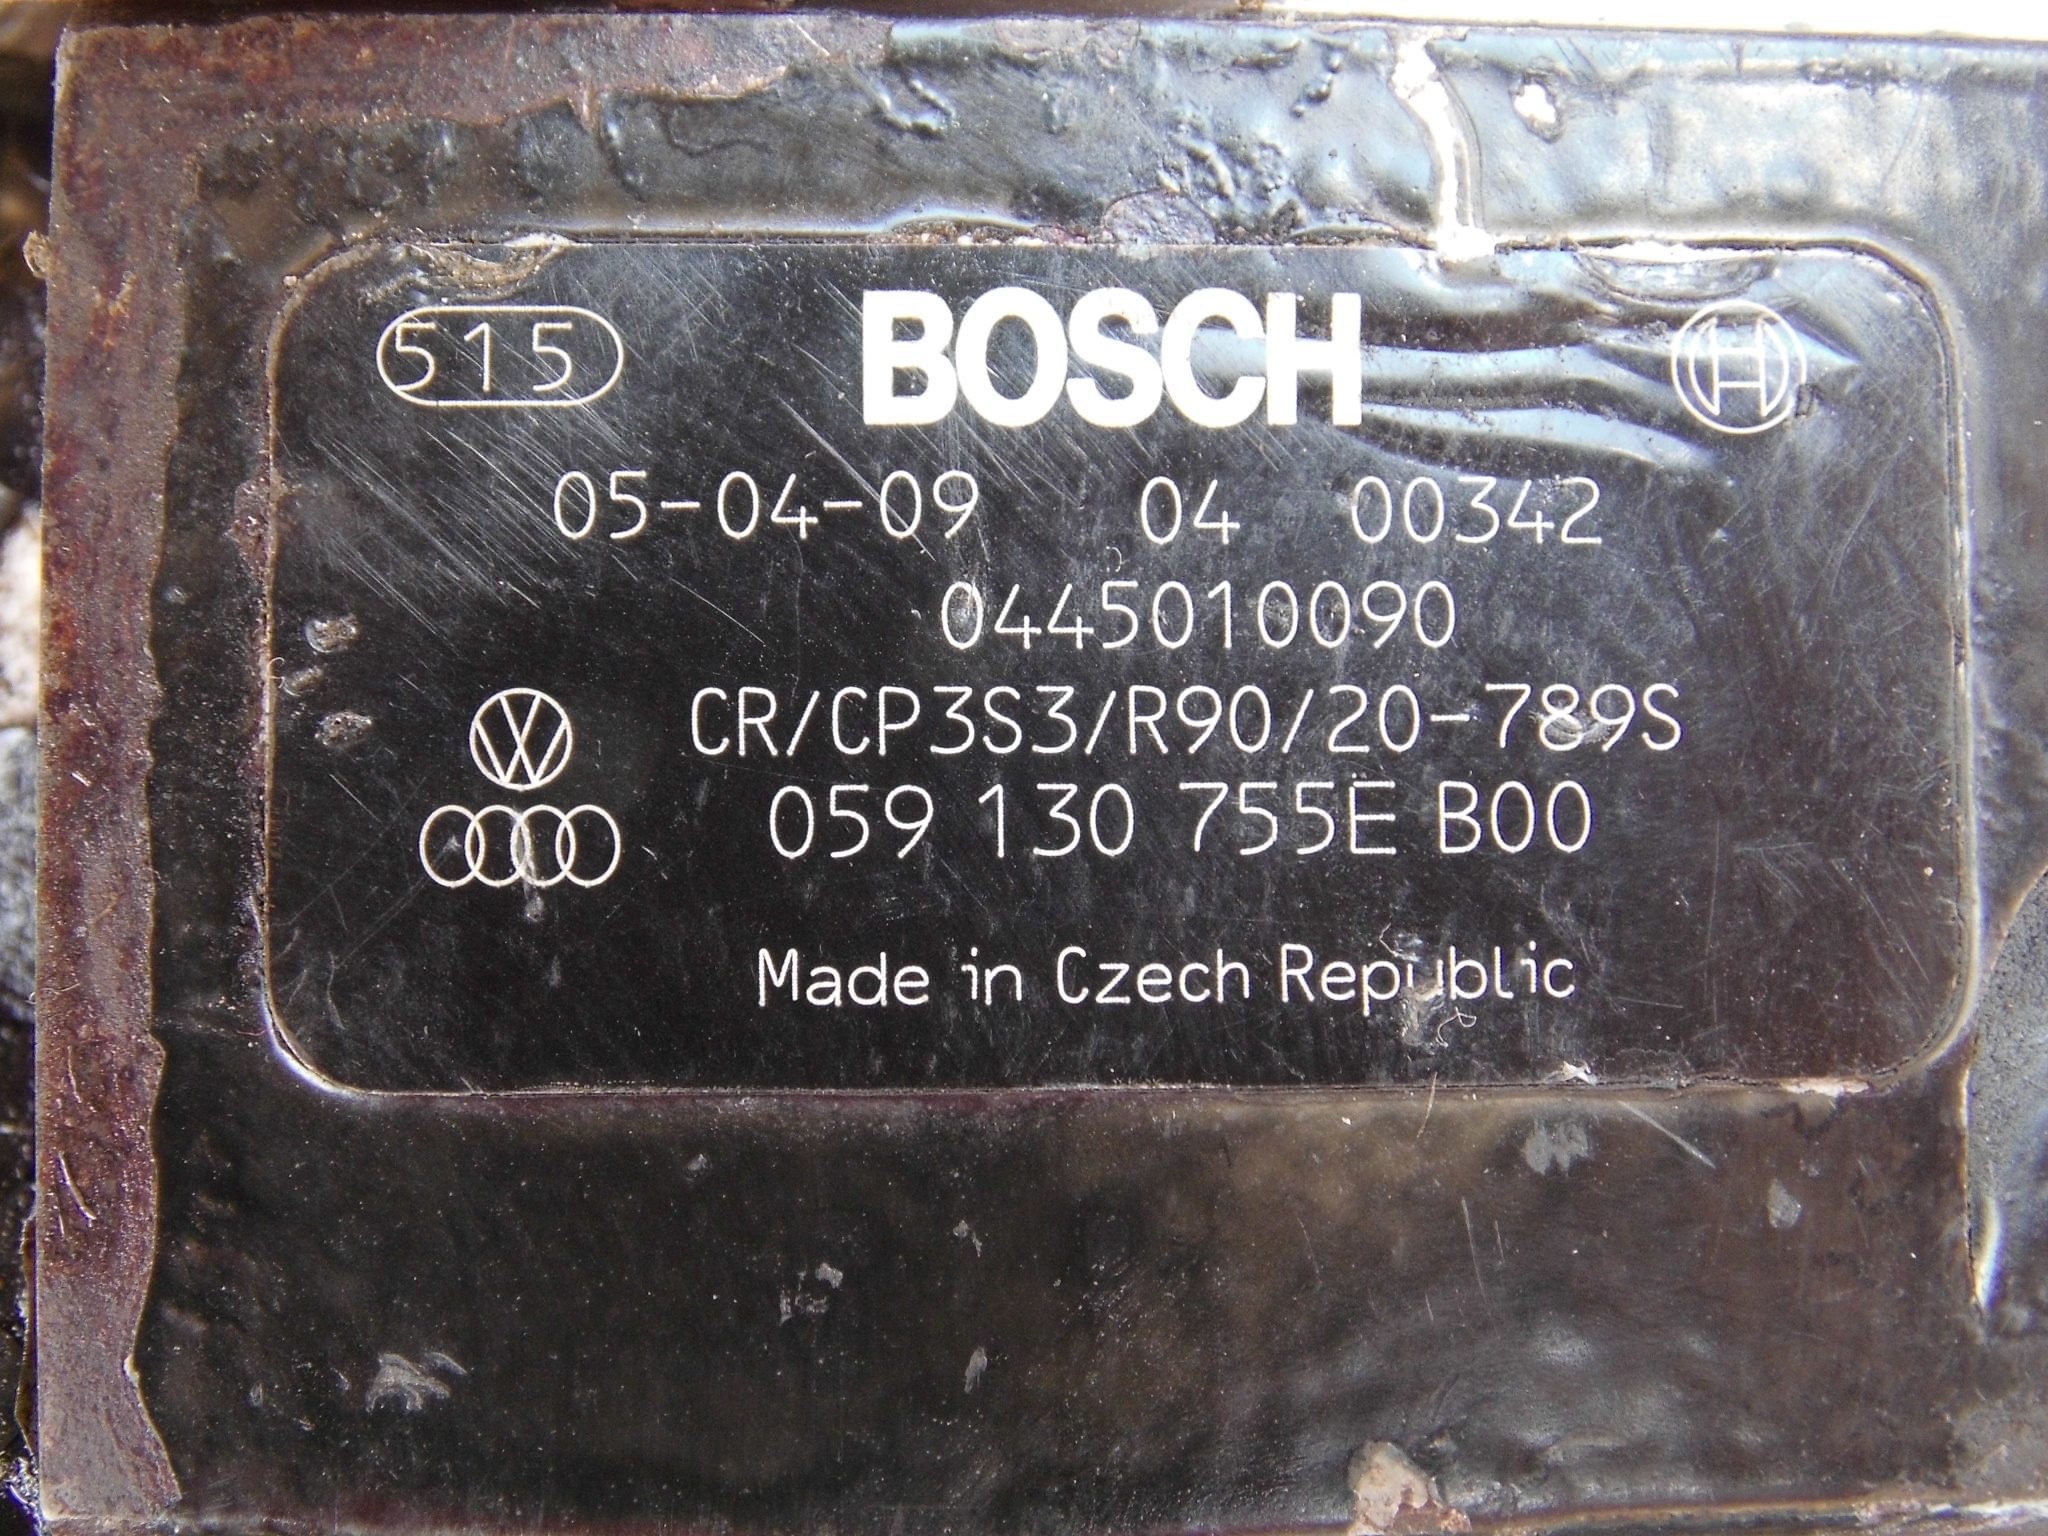 515 BOSCH
05-04-09 04 00342
0445010090
CR/CP3S3/R90/20-789S
059 130 755E B00
Made in Czech Republic